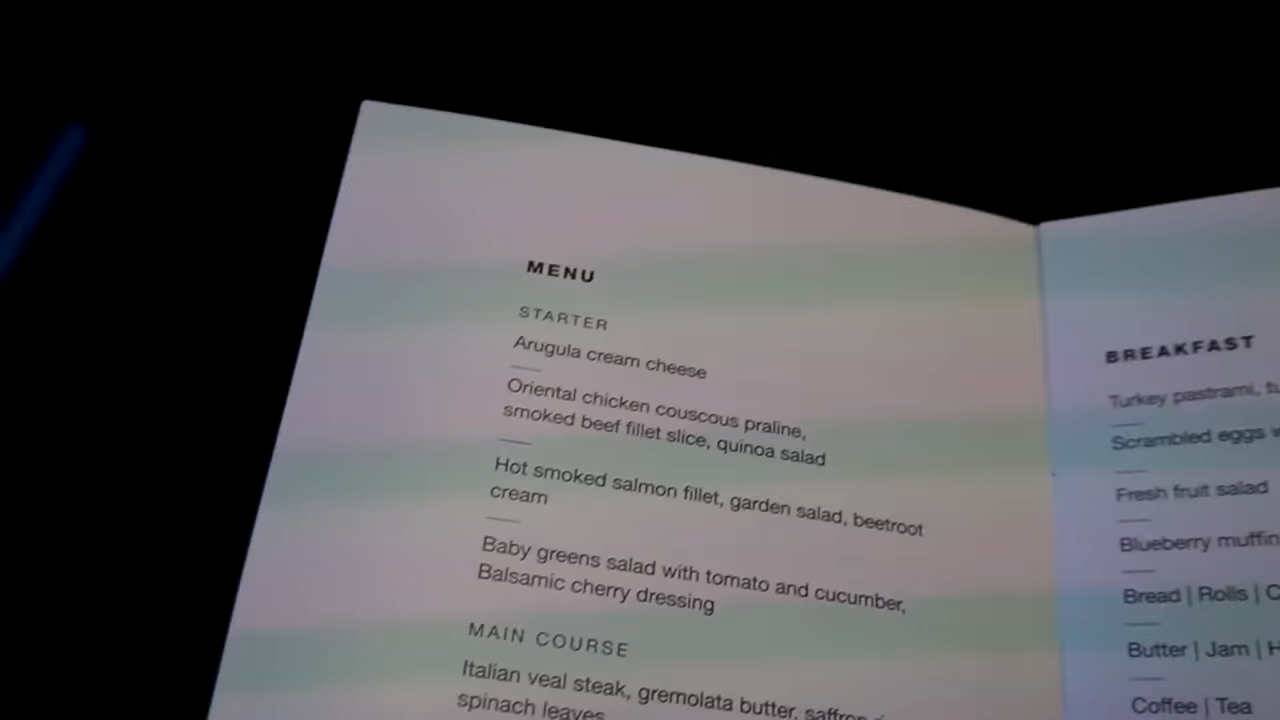 MENU
STARTER
Arugula cream cheese
Oriental chicken couscous praline,
smoked beef fillet slice, quinoa salad
Hot smoked salmon fillet, garden salad, beetroot
cream
Baby greens salad with tomato and cucumber,
Balsamic cherry dressing
MAIN COURSE
Italian veal steak, gremolata butter, saffron
spinach leaves
BREAKFAST
Turkey pastrami,
Scrambled eggs
Fresh fruit salad
Blueberry muffin
Bread | Rolls |
Butter | Jam |
Coffee | Tea